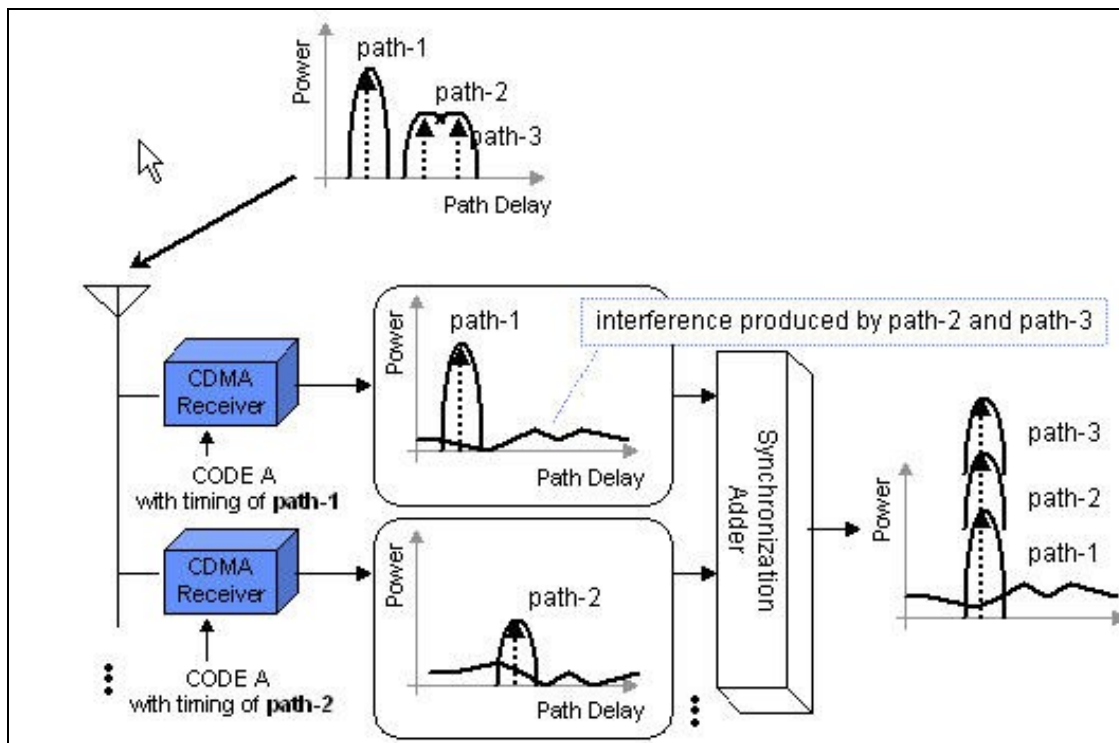 Power
path-1
path-2
path-3
Path Delay
CDMA
Receiver
CODE A
with timing of path-1
Power
path-1
Path Delay
interference produced by path-2 and path-3
CDMA
Receiver
CODE A
with timing of path-2
Power
path-2
Path Delay
Synchronization
Adder
Power
path-3
path-2
path-1